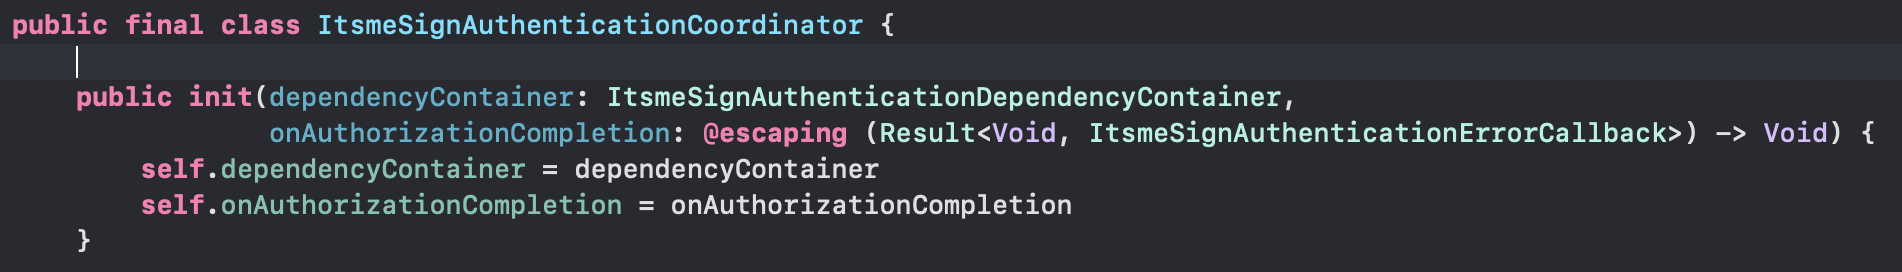 public final class ItsmeSignAuthenticationCoordinator {
    public init(dependencyContainer: ItsmeSignAuthenticationDependencyContainer,
                onAuthorizationCompletion: @escaping (Result<Void, ItsmeSignAuthenticationErrorCallback>) -> Void) {
        self.dependencyContainer = dependencyContainer
        self.onAuthorizationCompletion = onAuthorizationCompletion
    }